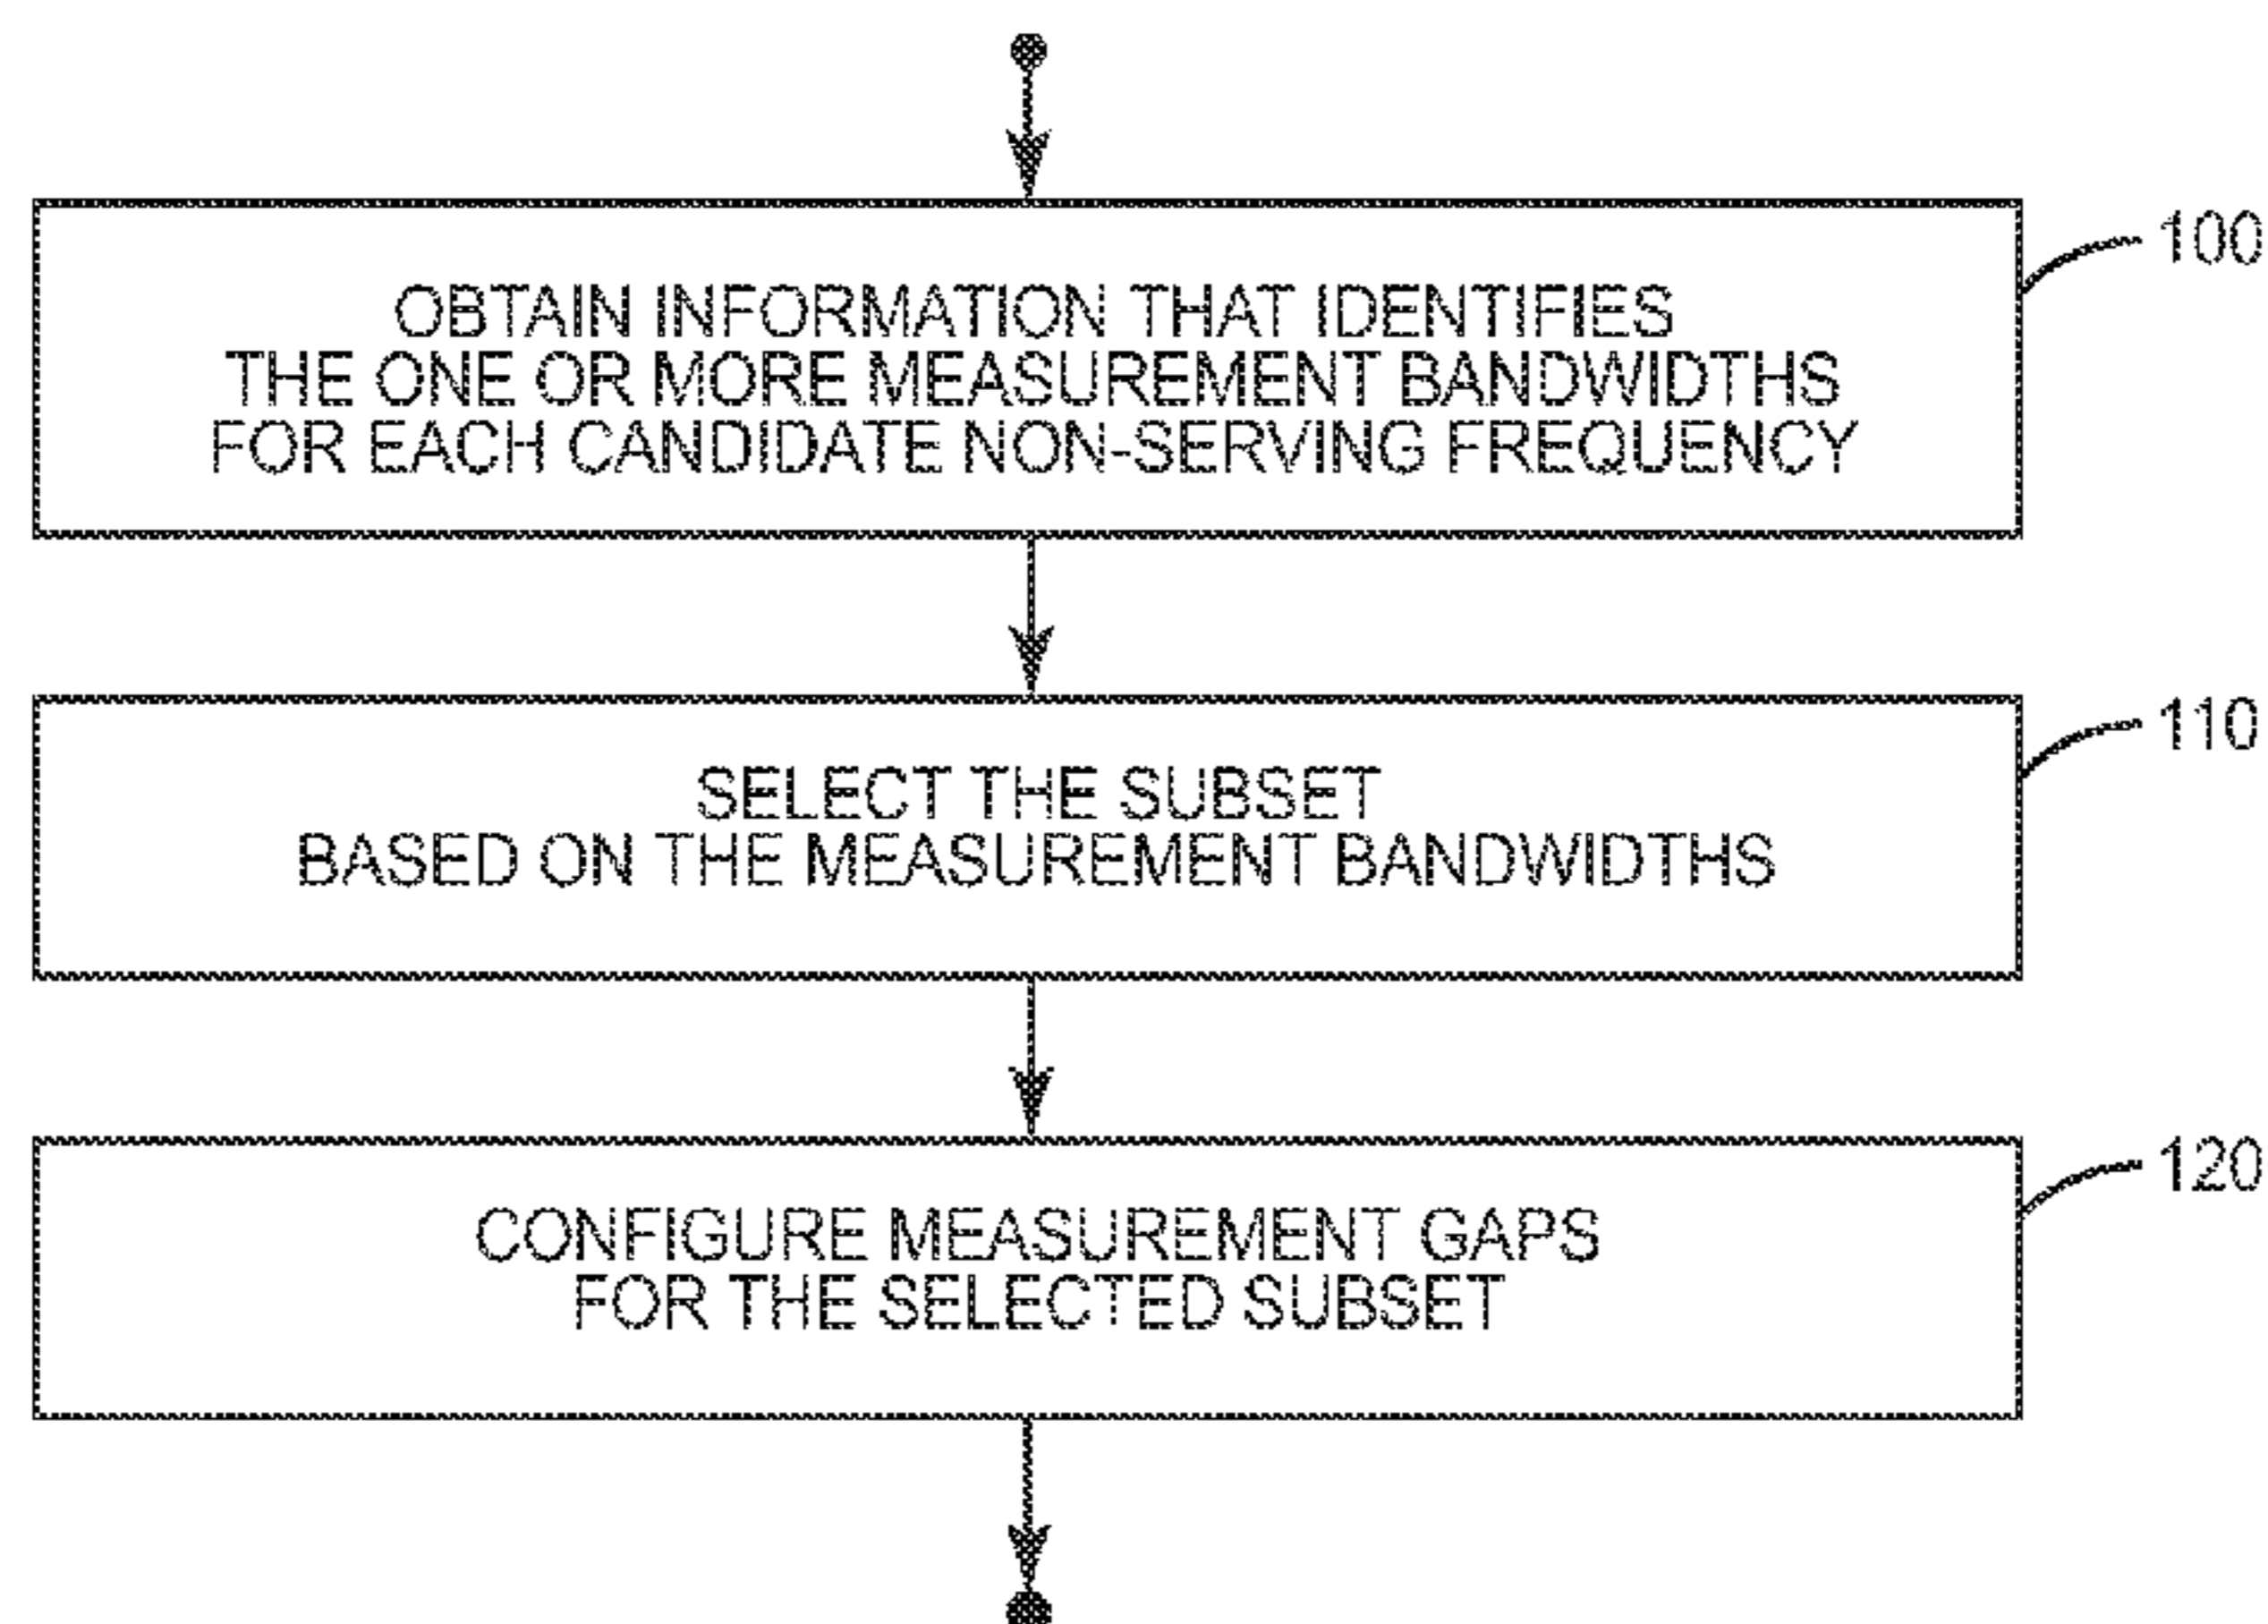 100
OBTAIN INFORMATION THAT IDENTIFIES
THE ONE OR MORE MEASUREMENT BANDWIDTHS
FOR EACH CANDIDATE NON-SERVING FREQUENCY
110
SELECT THE SUBSET
BASED ON THE MEASUREMENT BANDWIDTHS
120
CONFIGURE MEASUREMENT GAPS
FOR THE SELECTED SUBSET